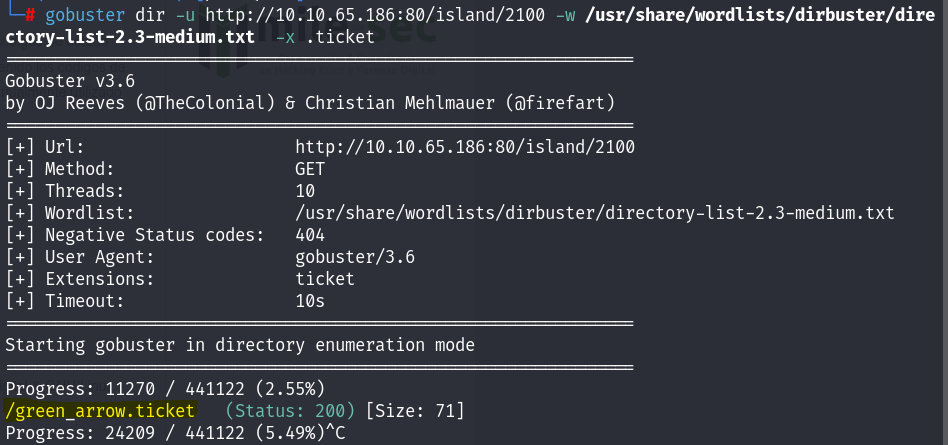 └─# gobuster dir -u http://10.10.65.186:80/island/2100 -w /usr/share/wordlists/dirbuster/dire
ctory-list-2.3-medium.txt -x .ticket
===============================================================
Gobuster v3.6
by OJ Reeves (@TheColonial) & Christian Mehlmauer (@firefart)
===============================================================
[+] Url: http://10.10.65.186:80/island/2100
[+] Method: GET
[+] Threads: 10
[+] Wordlist: /usr/share/wordlists/dirbuster/directory-list-2.3-medium.txt
[+] Negative Status codes: 404
[+] User Agent: gobuster/3.6
[+] Extensions: ticket
[+] Timeout: 10s
===============================================================
Starting gobuster in directory enumeration mode
===============================================================
Progress: 11270 / 441122 (2.55%)
/green_arrow.ticket (Status: 200) [Size: 71]
Progress: 24209 / 441122 (5.49%)^C